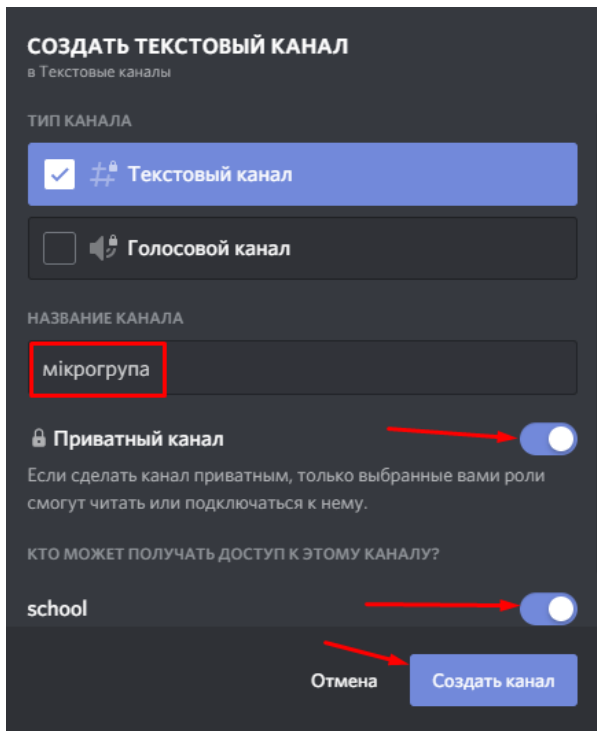 СОЗДАТЬ ТЕКСТОВЫЙ КАНАЛ
в Текстовые каналы
ТИП КАНАЛА
Текстовый канал
Голосовой канал
НАЗВАНИЕ КАНАЛА
мікрогрупа
Приватный канал
Если сделать канал приватным, только выбранные вами роли
смогут читать или подключаться к нему.
КТО МОЖЕТ ПОЛУЧАТЬ ДОСТУП К ЭТОМУ КАНАЛУ?
school
Отмена Создать канал